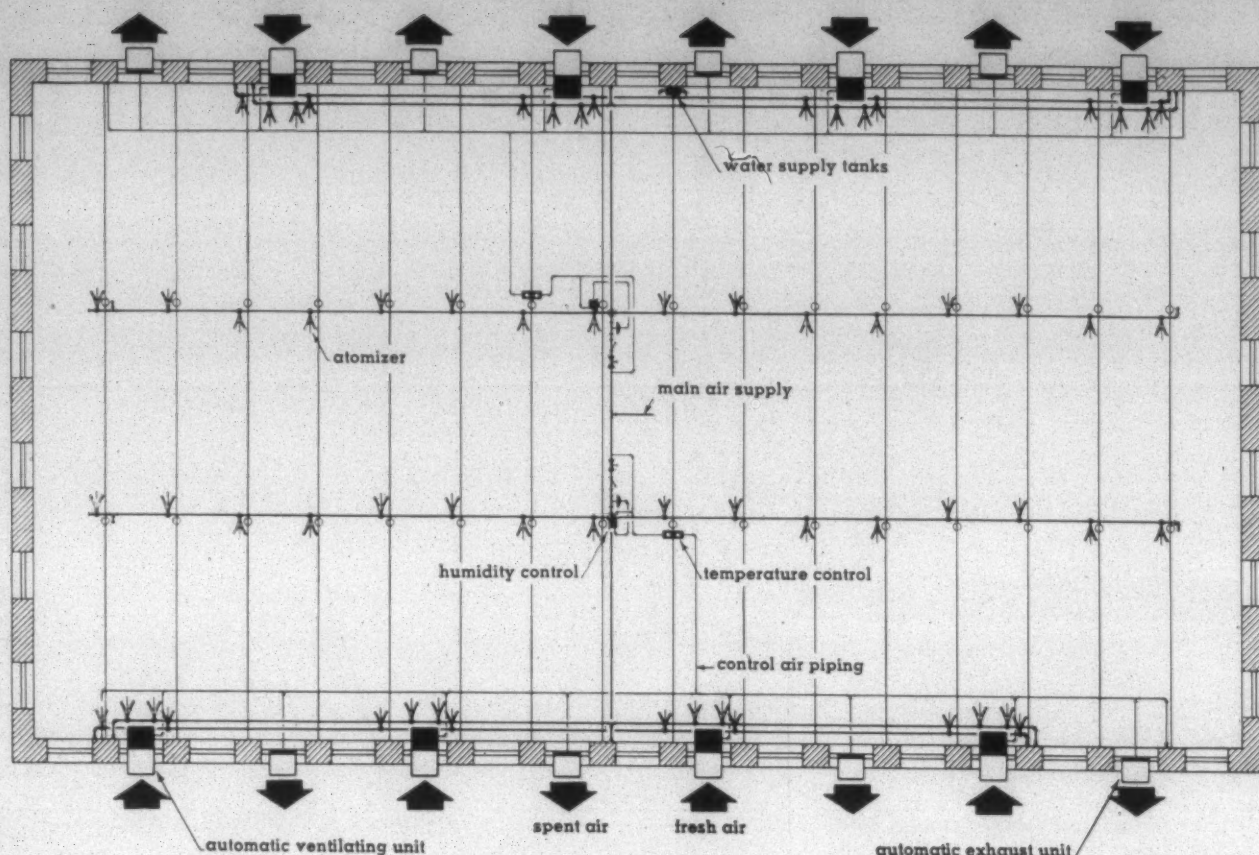 water supply tanks
atomizer
main air supply
humidity control
temperature control
control air piping
spent air
fresh air
automatic ventilating unit
automatic exhaust unit